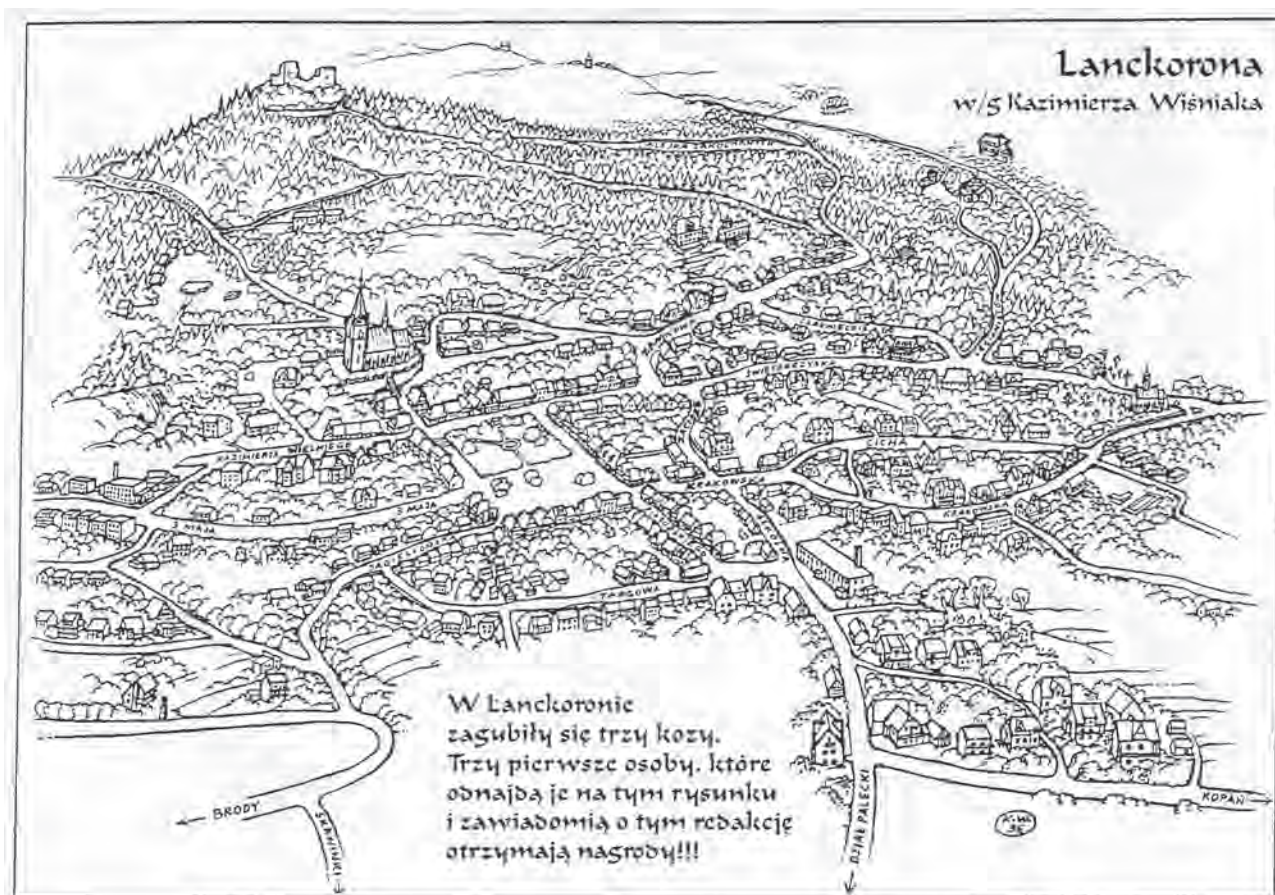 Lanckorona
w/g Kazimierza Wiśniaka
CICHA
KAZIMIERZA WIELKIEGO
KRAKOWSKA
3 MAJA
3 MAJA
KRAKOWSKA
JAGIELLOŃSKA
TARGOWA
W Lanckoronie
zagubiły się trzy kozy.
Trzy pierwsze osoby, które
odnajdą je na tym rysunku
i zawiadomią o tym redakcję
otrzymają nagrody!!!
BRODY
SKAWINKI
DZIAŁ PALECKI
KOPAŃ